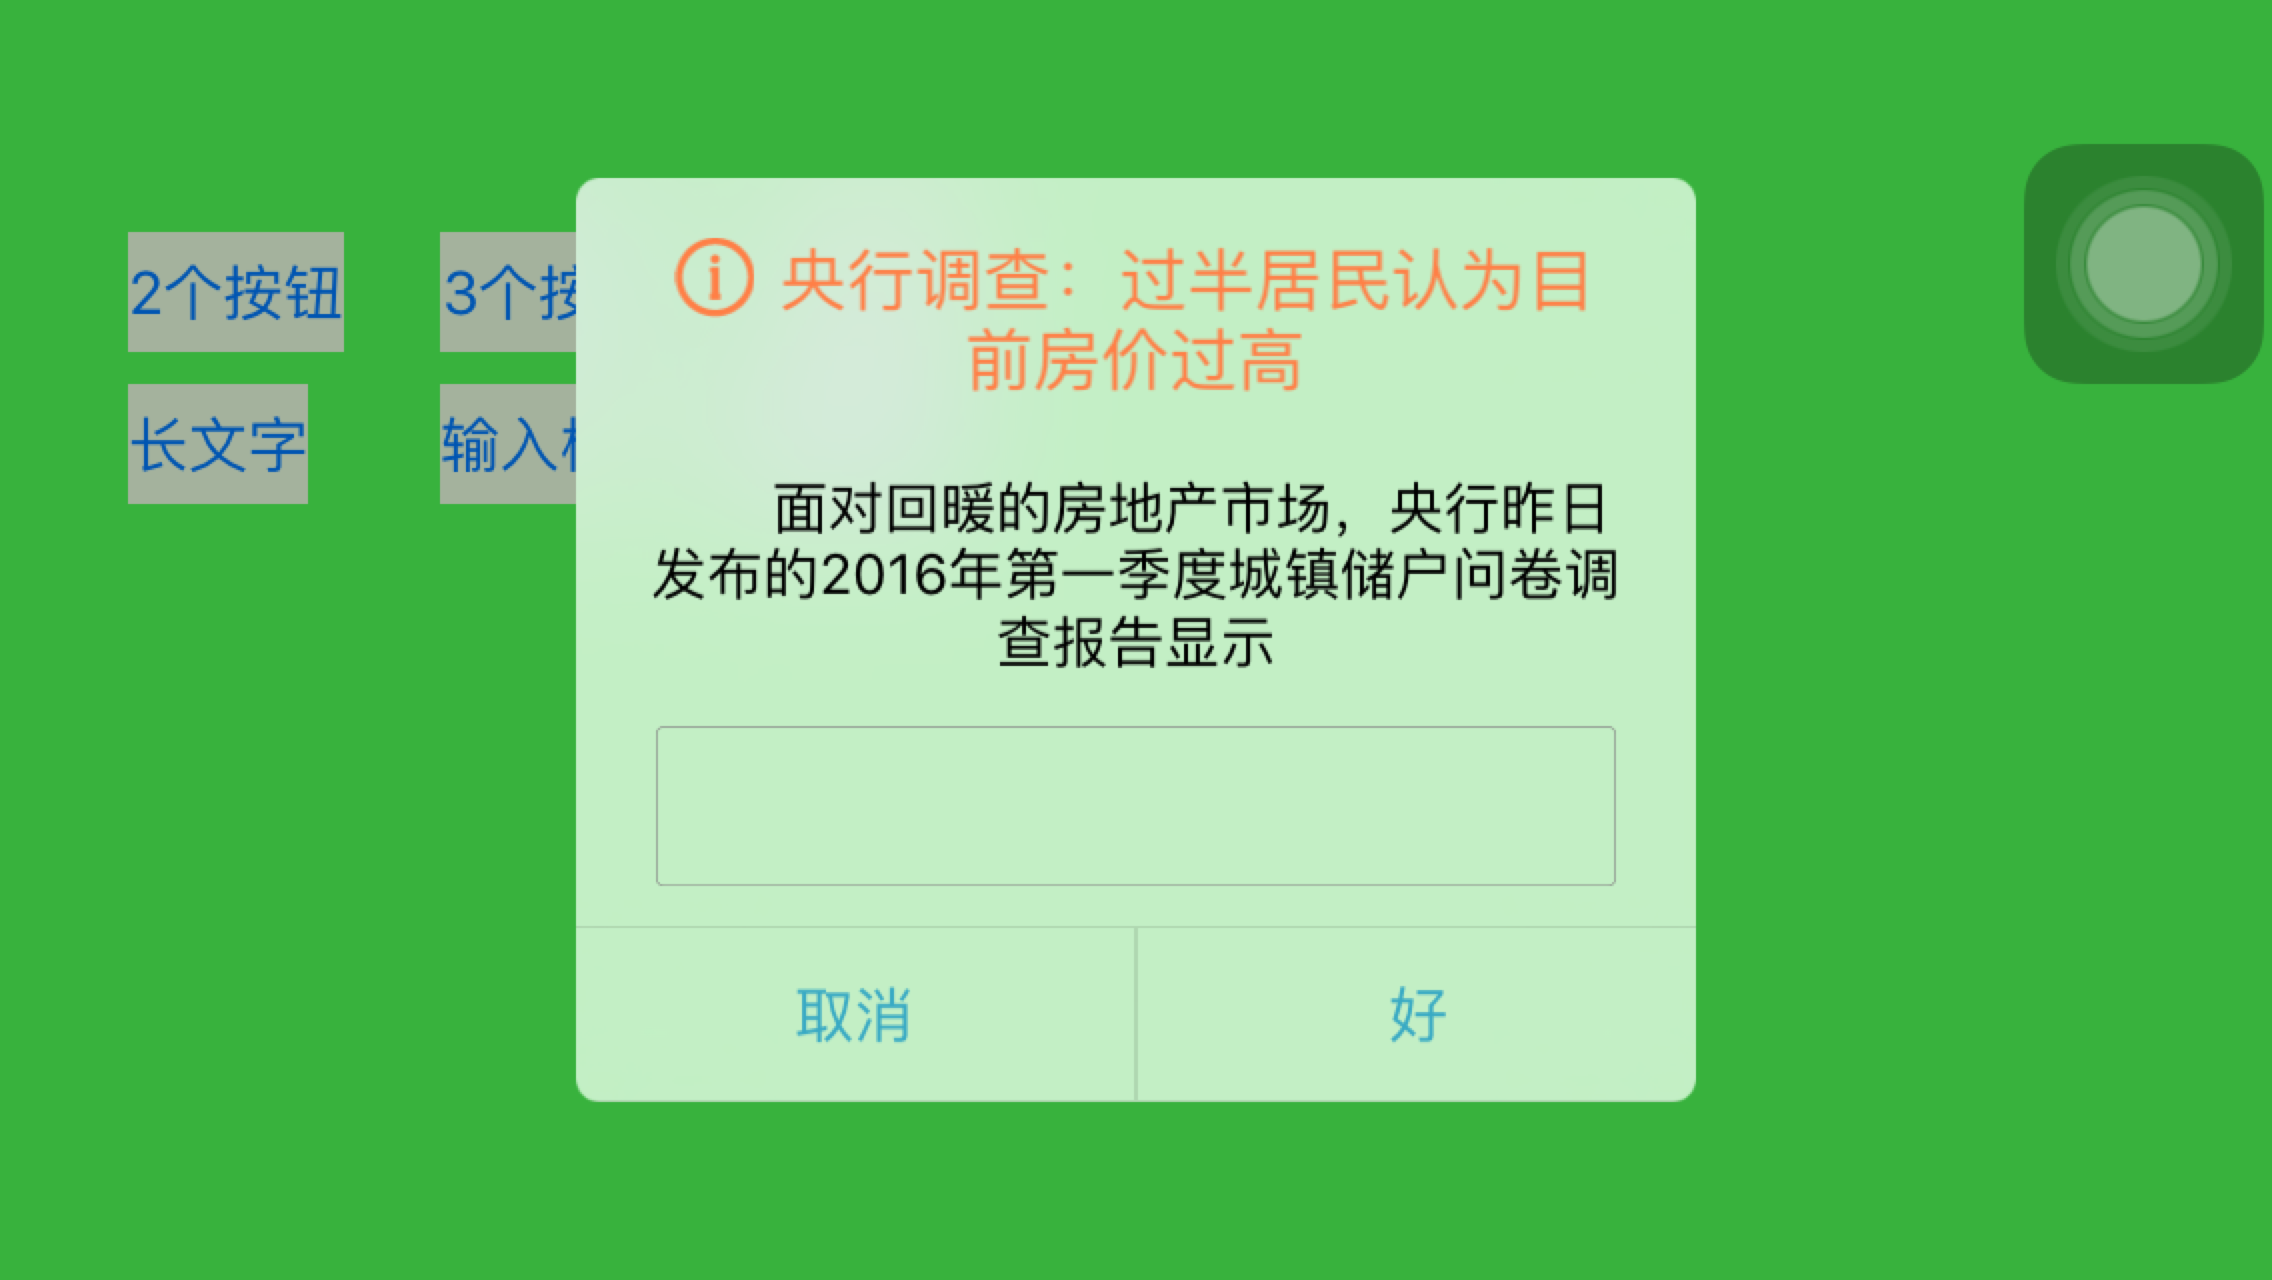 2个按钮
3个按
长文字
输入
央行调查：过半居民认为目
前房价过高
面对回暖的房地产市场，央行昨日
发布的2016年第一季度城镇储户问卷调
查报告显示
取消
好